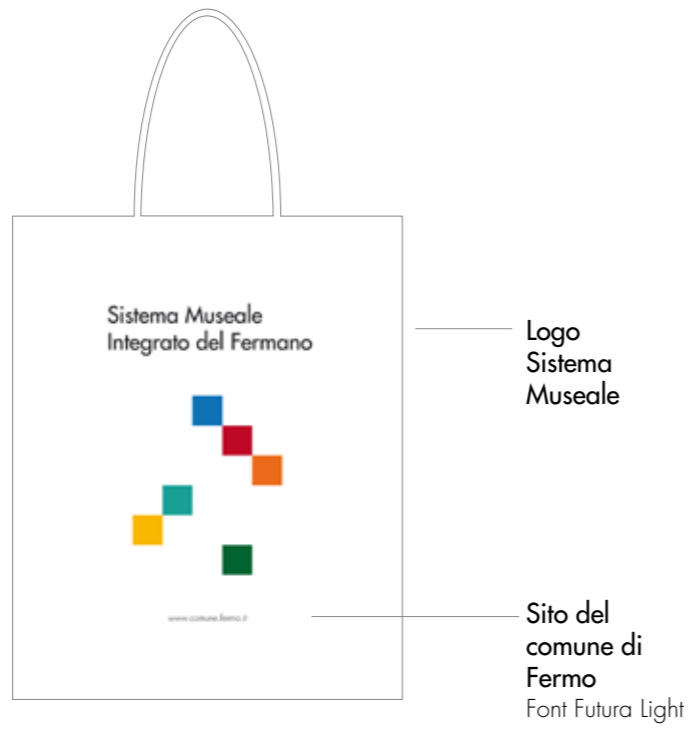 Sistema Museale
Integrato del Fermano
Logo
Sistema
Museale
www.comune.fermo.it
Sito del
comune di
Fermo
Font Futura Light